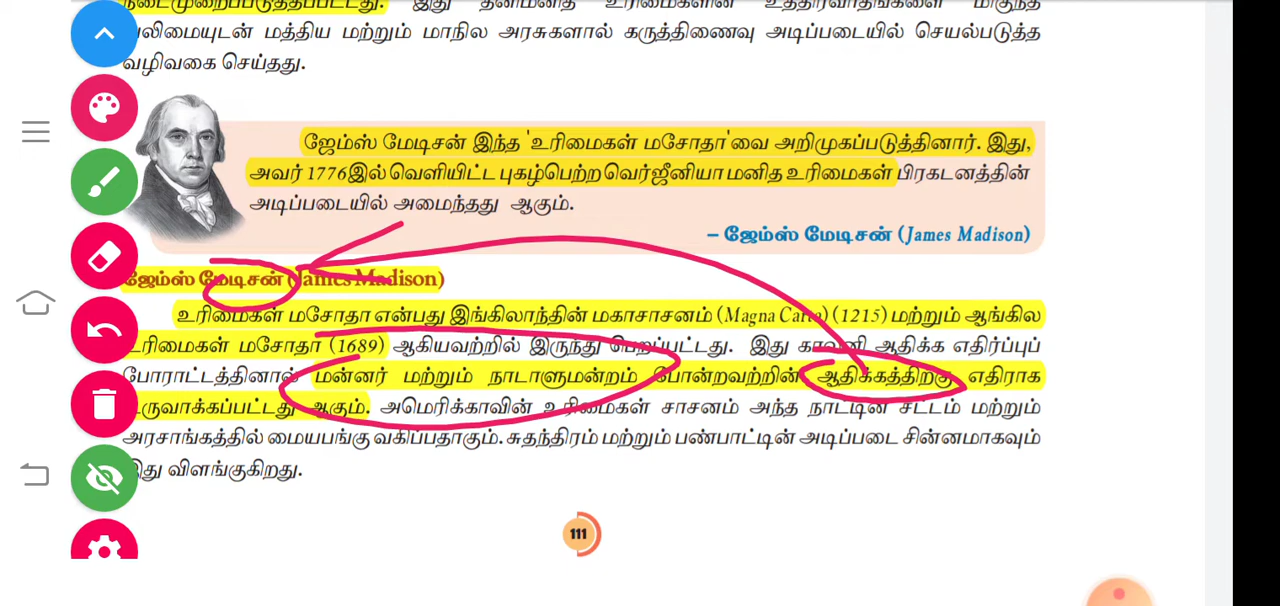 நடைமுறைப்படுத்தப்பட்டது. இது தனிமனித உரிமைகளின் உத்திரவாதங்களை மிகுந்த
வலிமையுடன் மத்திய மற்றும் மாநில அரசுகளால் கருத்திணைவு அடிப்படையில் செயல்படுத்த
வழிவகை செய்தது.
ஜேம்ஸ் மேடிசன் இந்த 'உரிமைகள் மசோதா' வை அறிமுகப்படுத்தினார். இது,
அவர் 1776இல் வெளியிட்ட புகழ்பெற்ற வெர்ஜீனியா மனித உரிமைகள் பிரகடனத்தின்
அடிப்படையில் அமைந்தது ஆகும்.
– ஜேம்ஸ் மேடிசன் (James Madison)
ஜேம்ஸ் மேடிசன் (James Madison)
உரிமைகள் மசோதா என்பது இங்கிலாந்தின் மகாசாசனம் (Magna Carta) (1215) மற்றும் ஆங்கில
உரிமைகள் மசோதா (1689) ஆகியவற்றில் இருந்து பெறப்பட்டது. இது காலனி ஆதிக்க எதிர்ப்புப்
போராட்டத்தினால் மன்னர் மற்றும் நாடாளுமன்றம் போன்றவற்றின் ஆதிக்கத்திற்கு எதிராக
உருவாக்கப்பட்டது ஆகும். அமெரிக்காவின் உரிமைகள் சாசனம் அந்த நாட்டின் சட்டம் மற்றும்
அரசாங்கத்தில் மையபங்கு வகிப்பதாகும். சுதந்திரம் மற்றும் பண்பாட்டின் அடிப்படை சின்னமாகவும்
இது விளங்குகிறது.
111